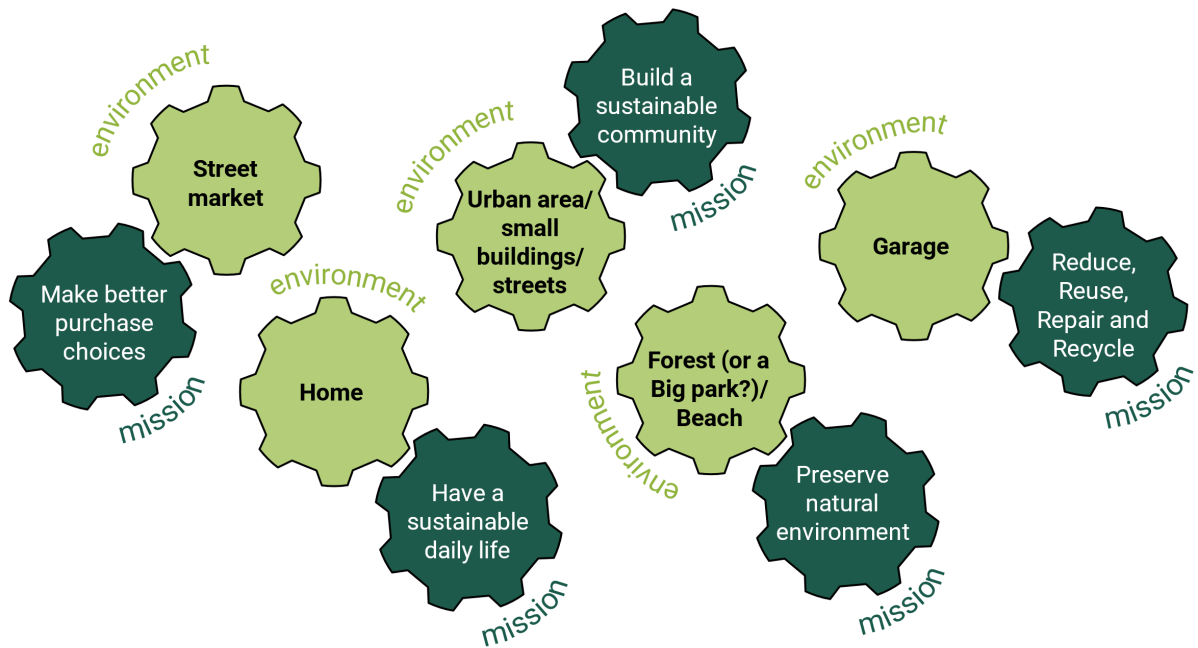 environment
Street
market
Make better
purchase
choices
mission
environment
Home
Have a
sustainable
daily life
mission
environment
Urban area/
small
buildings/
streets
Build a
sustainable
community
mission
environment
Forest (or a
Big park?)/
Beach
Preserve
natural
environment
mission
environment
Garage
Reduce,
Reuse,
Repair and
Recycle
mission